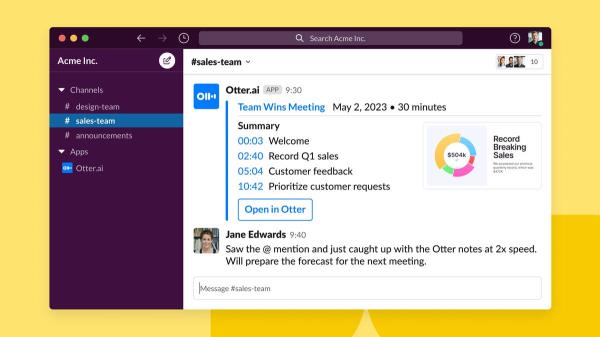 Search Acme Inc.
Acme Inc.
Channels
# design-team
# sales-team
# announcements
Apps
Otter.ai
#sales-team
10
Otter.ai APP 9:30
Team Wins Meeting May 2, 2023 • 30 minutes
Summary
00:03 Welcome
02:40 Record Q1 sales
05:04 Customer feedback
10:42 Prioritize customer requests
Open in Otter
$504k
Record
Breaking
Sales
Jane Edwards 9:40
Saw the @ mention and just caught up with the Otter notes at 2x speed.
Will prepare the forecast for the next meeting.
Message #sales-team